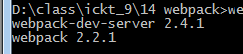 D:\class\ickt_9\14 webpack>we
webpack-dev-server 2.4.1
webpack 2.2.1